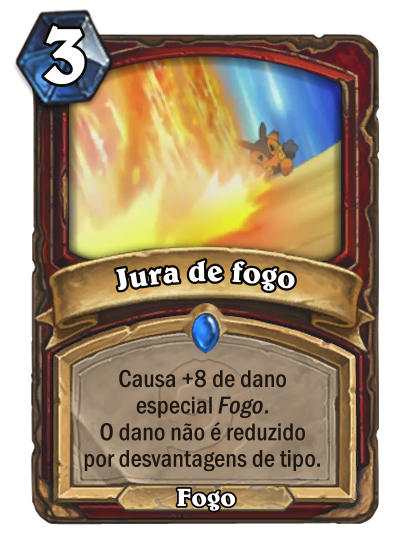 3
Jura de fogo
Causa +8 de dano
especial Fogo.
O dano não é reduzido
por desvantagens de tipo.
Fogo